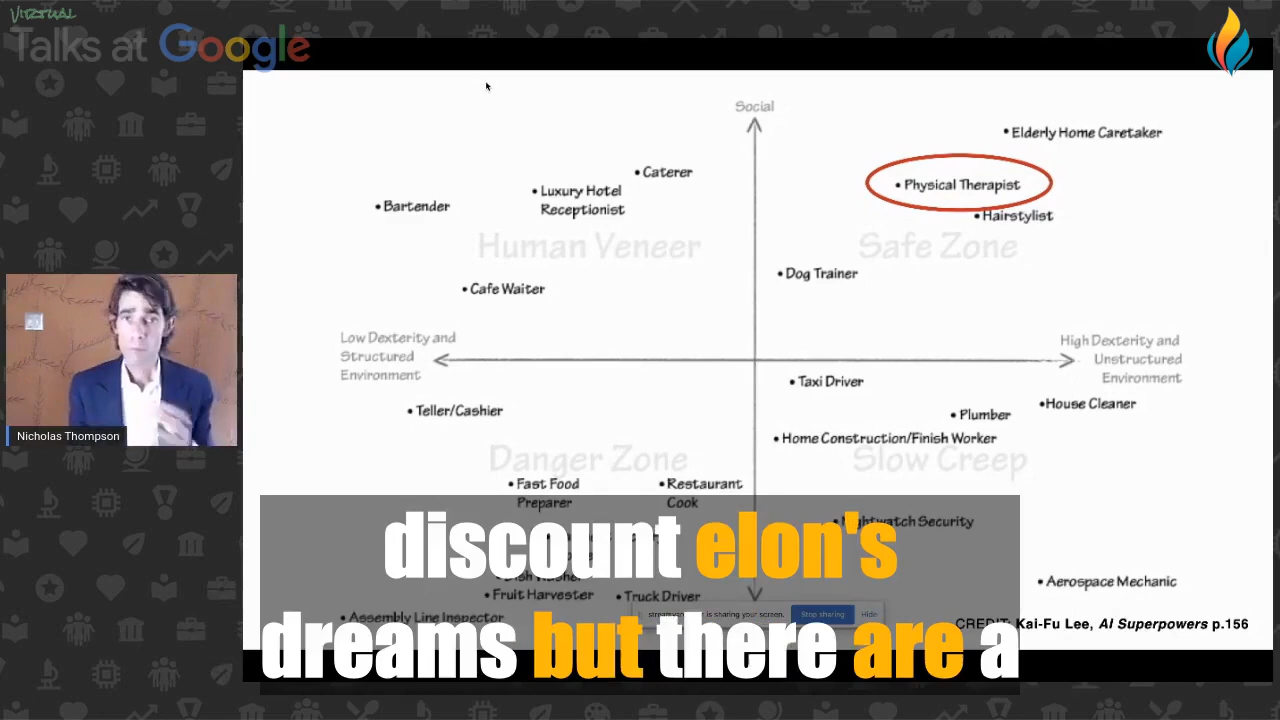 VIRTUAL
Talks at Google
Social
Elderly Home Caretaker
Caterer
Physical Therapist
Luxury Hotel
Receptionist
Bartender
Hairstylist
Human Veneer
Safe Zone
Dog Trainer
Cafe Waiter
Low Dexterity and
Structured
Environment
High Dexterity and
Unstructured
Environment
Taxi Driver
House Cleaner
Teller/Cashier
Plumber
Nicholas Thompson
Home Construction/Finish Worker
Danger Zone
Slow Creep
Fast Food
Preparer
Restaurant
Cook
Nightwatch Security
discount elon's
Aerospace Mechanic
Fruit Harvester
Truck Driver
is sharing your screen.
Stop sharing
Hide
Assembly Line Inspector
CREDIT: Kai-Fu Lee, AI Superpowers p.156
dreams but there are a